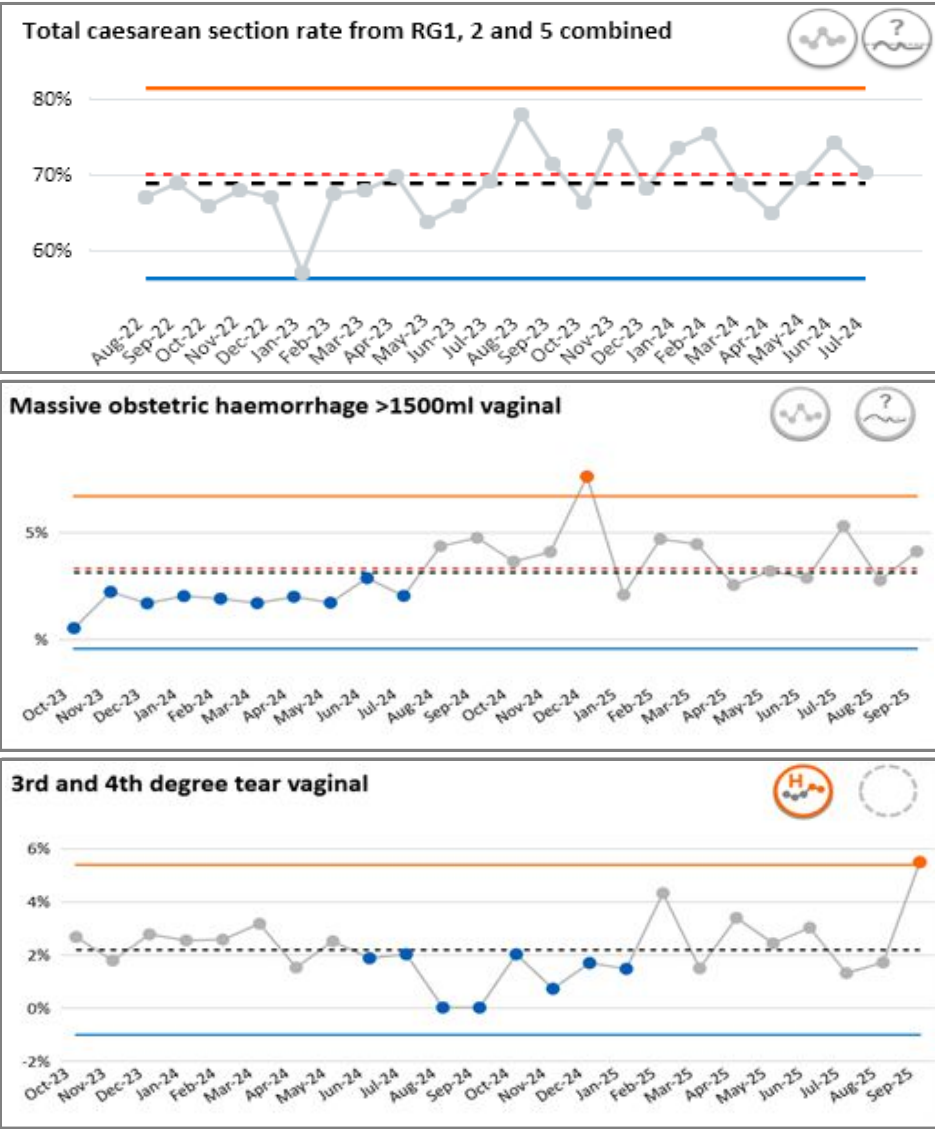 Total caesarean section rate from RG1, 2 and 5 combined
?
80%
70%
60%
Aug-22
Sep-22
Oct-22
Nov-22
Dec-22
Jan-23
Feb-23
Mar-23
Apr-23
May-23
Jun-23
Jul-23
Aug-23
Sep-23
Oct-23
Nov-23
Dec-23
Jan-24
Feb-24
Mar-24
Apr-24
May-24
Jun-24
Jul-24
Massive obstetric haemorrhage >1500ml vaginal
?
5%
%
Oct-23
Nov-23
Dec-23
Jan-24
Feb-24
Mar-24
Apr-24
May-24
Jun-24
Jul-24
Aug-24
Sep-24
Oct-24
Nov-24
Dec-24
Jan-25
Feb-25
Mar-25
Apr-25
May-25
Jun-25
Jul-25
Aug-25
Sep-25
3rd and 4th degree tear vaginal
H
6%
4%
2%
0%
-2%
Oct-23
Nov-23
Dec-23
Jan-24
Feb-24
Mar-24
Apr-24
May-24
Jun-24
Jul-24
Aug-24
Sep-24
Oct-24
Nov-24
Dec-24
Jan-25
Feb-25
Mar-25
Apr-25
May-25
Jun-25
Jul-25
Aug-25
Sep-25